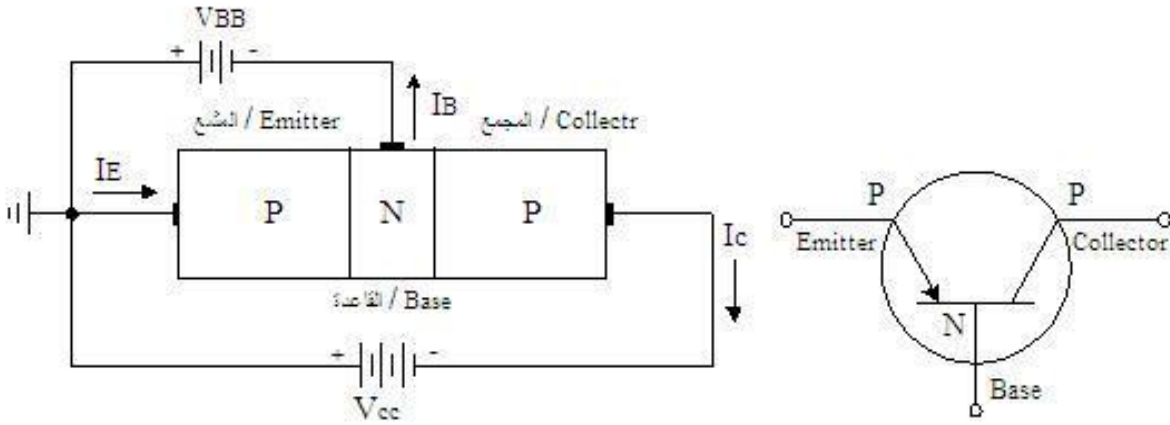 VBB
+ -
IB
المشع / Emitter
المجمع / Collectr
IE
P N P
Ic
القاعدة / Base
+ -
Vcc
P P
Emitter Collector
N
Base